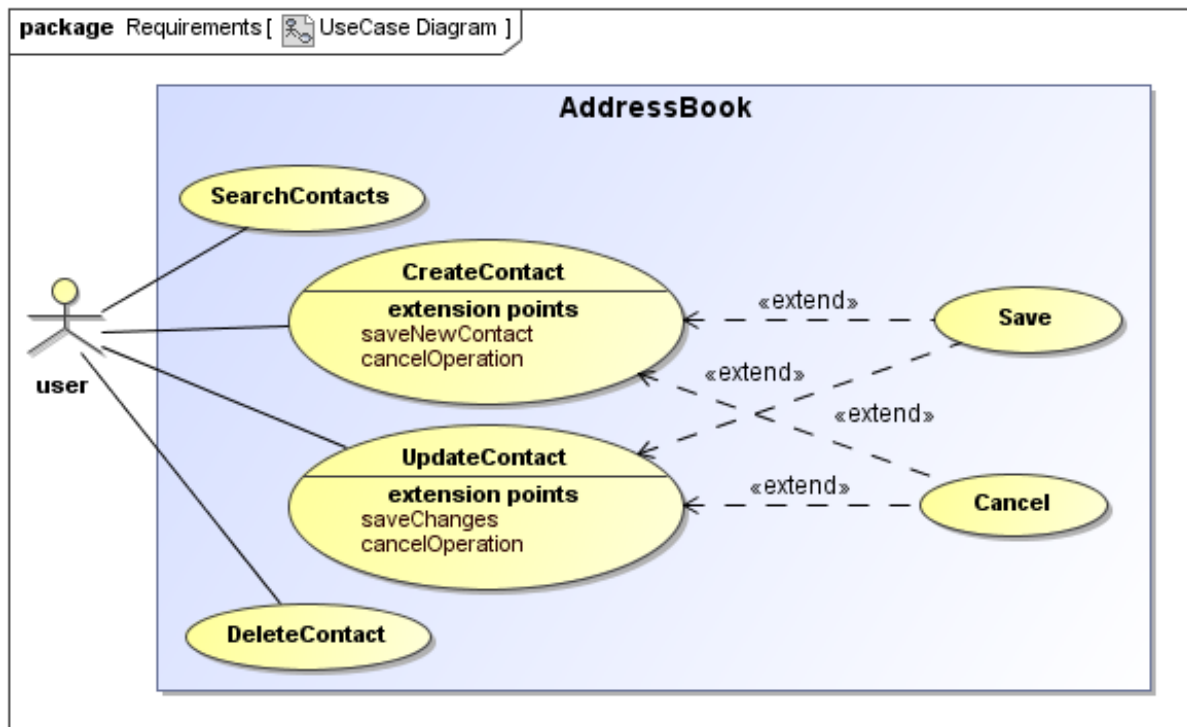 package Requirements [ UseCase Diagram ]
AddressBook
SearchContacts
CreateContact
extension points
saveNewContact
cancelOperation
«extend»
Save
«extend»
«extend»
user
UpdateContact
extension points
saveChanges
cancelOperation
«extend»
Cancel
DeleteContact